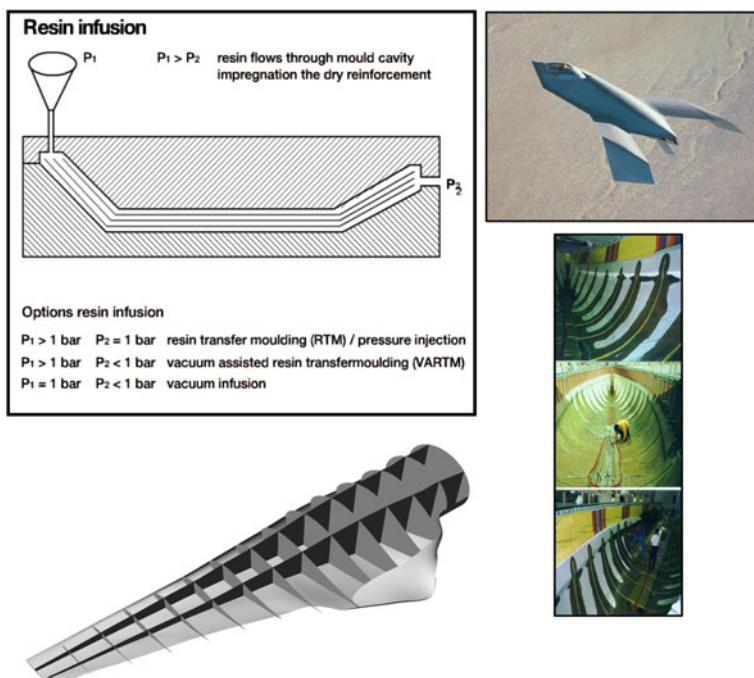 Resin infusion
P₁ P₁ > P₂ resin flows through mould cavity
impregnation the dry reinforcement
P₂
2
Options resin infusion
P₁ > 1 bar P₂ = 1 bar resin transfer moulding (RTM) / pressure injection
P₁ > 1 bar P₂ < 1 bar vacuum assisted resin transfermoulding (VARTM)
P₁ = 1 bar P₂ < 1 bar vacuum infusion